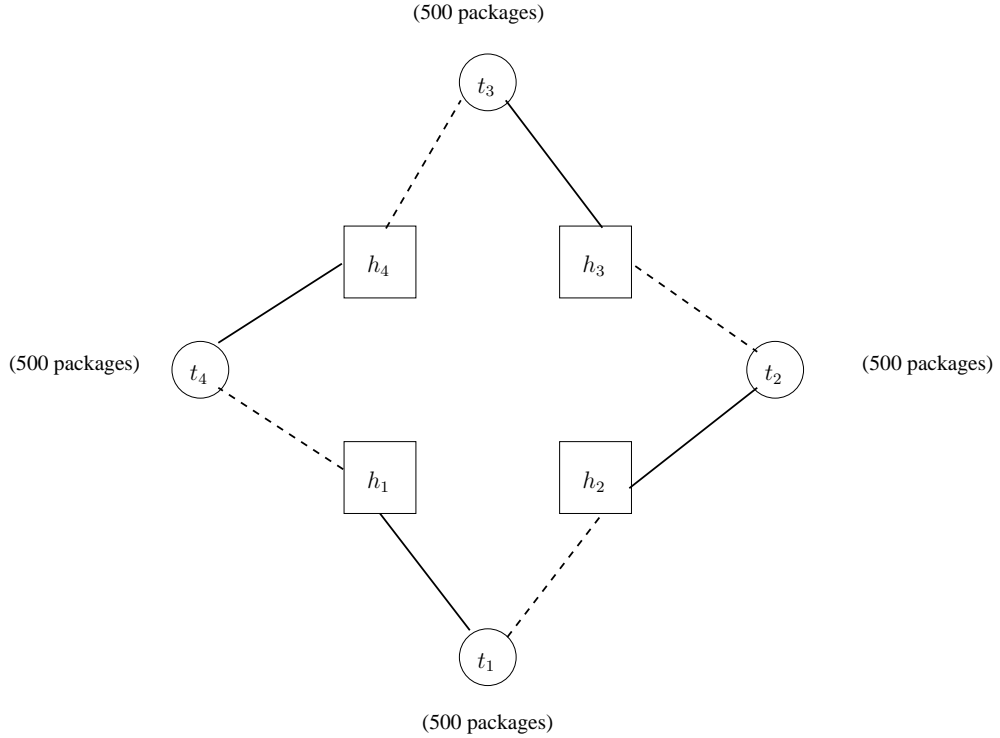 (500 packages)
t₃
h₄
h₃
(500 packages)
t₄
t₂
(500 packages)
h₁
h₂
t₁
(500 packages)